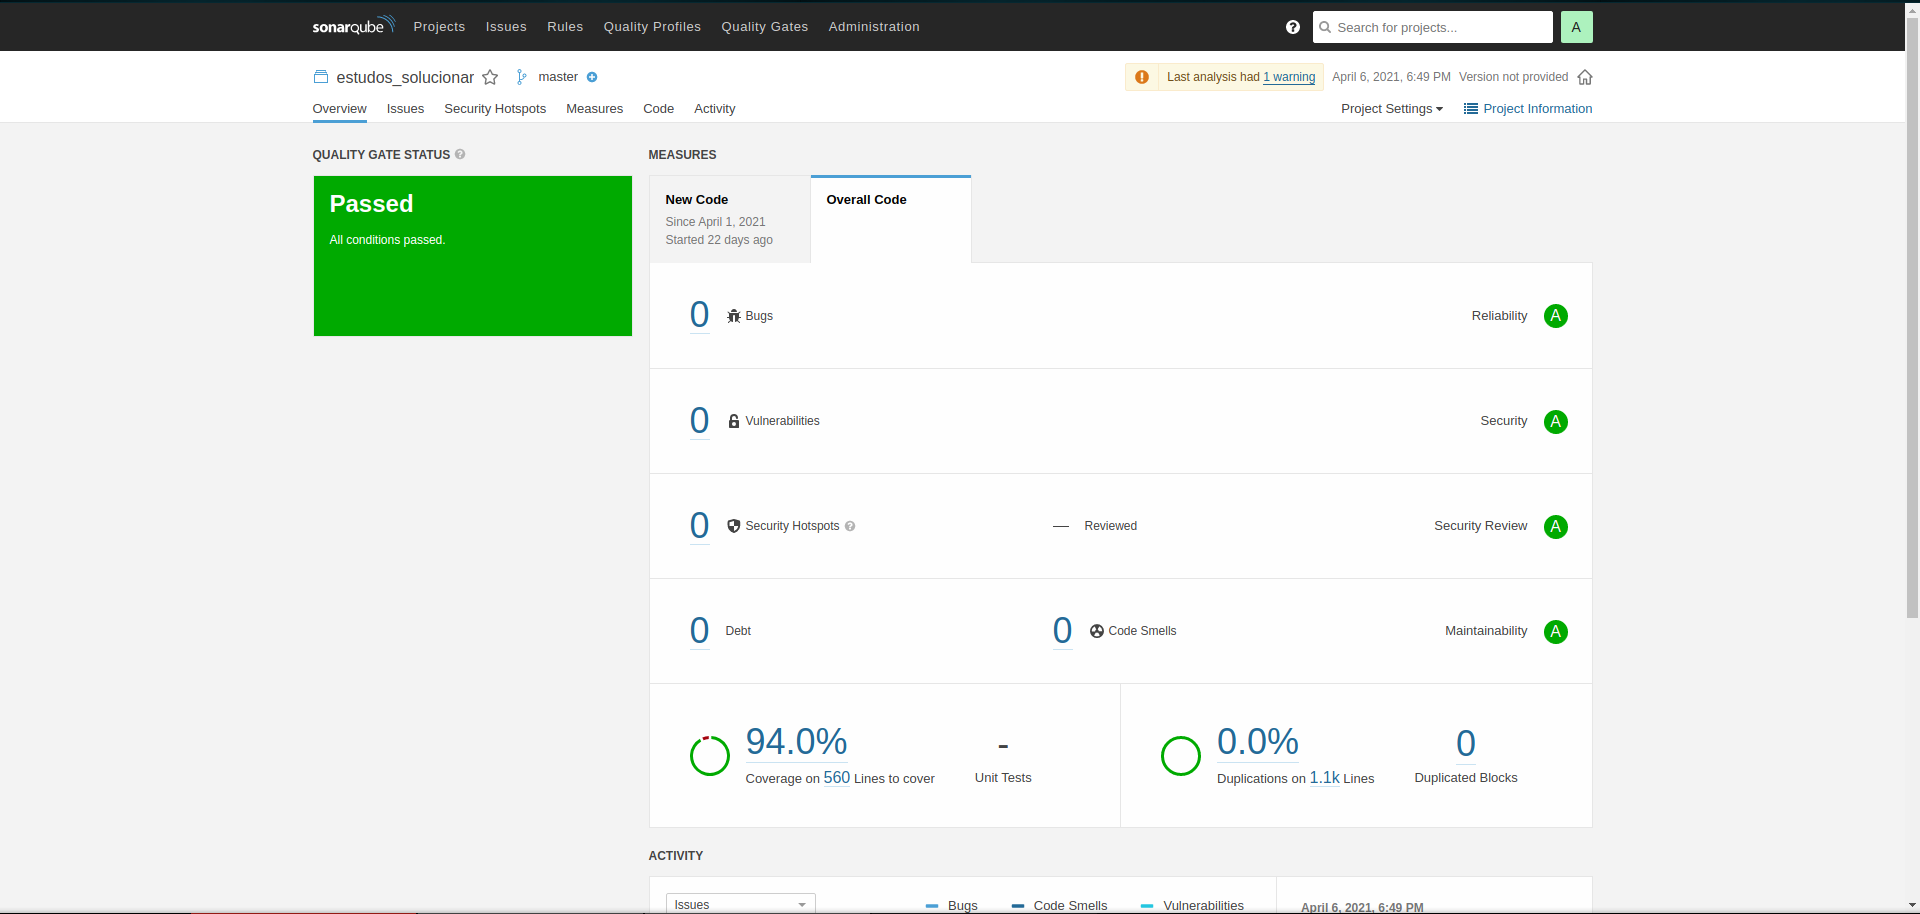 sonarqube Projects Issues Rules Quality Profiles Quality Gates Administration Search for projects... A
estudos_solucionar master Last analysis had 1 warning April 6, 2021, 6:49 PM Version not provided
Overview Issues Security Hotspots Measures Code Activity Project Settings Project Information
QUALITY GATE STATUS
Passed
All conditions passed.
MEASURES
New Code
Since April 1, 2021
Started 22 days ago
Overall Code
0 Bugs Reliability A
0 Vulnerabilities Security A
0 Security Hotspots — Reviewed Security Review A
0 Debt 0 Code Smells Maintainability A
94.0%
Coverage on 560 Lines to cover
-
Unit Tests
0.0%
Duplications on 1.1k Lines
0
Duplicated Blocks
ACTIVITY
Issues Bugs Code Smells Vulnerabilities
April 6, 2021, 6:49 PM